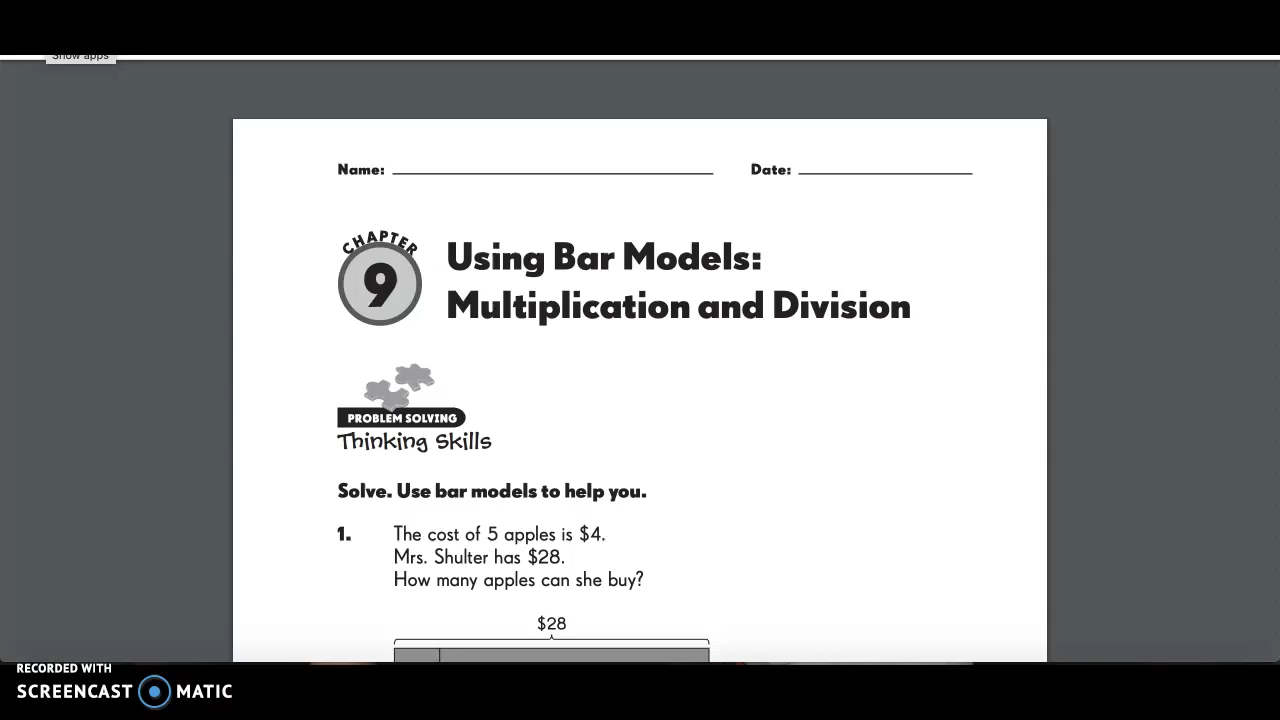 Show apps
Name:
Date:
CHAPTER
9
Using Bar Models:
Multiplication and Division
PROBLEM SOLVING
Thinking Skills
Solve. Use bar models to help you.
1. The cost of 5 apples is $4.
Mrs. Shulter has $28.
How many apples can she buy?
$28
RECORDED WITH
SCREENCAST MATIC